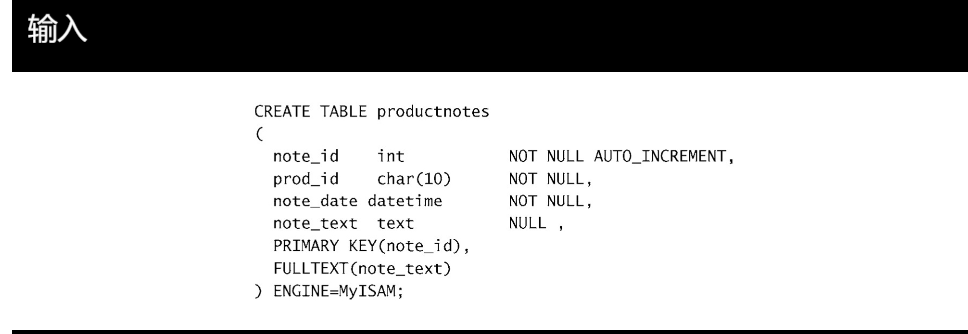 输入
CREATE TABLE productnotes
(
  note_id    int           NOT NULL AUTO_INCREMENT,
  prod_id    char(10)      NOT NULL,
  note_date datetime       NOT NULL,
  note_text  text          NULL ,
  PRIMARY KEY(note_id),
  FULLTEXT(note_text)
) ENGINE=MyISAM;